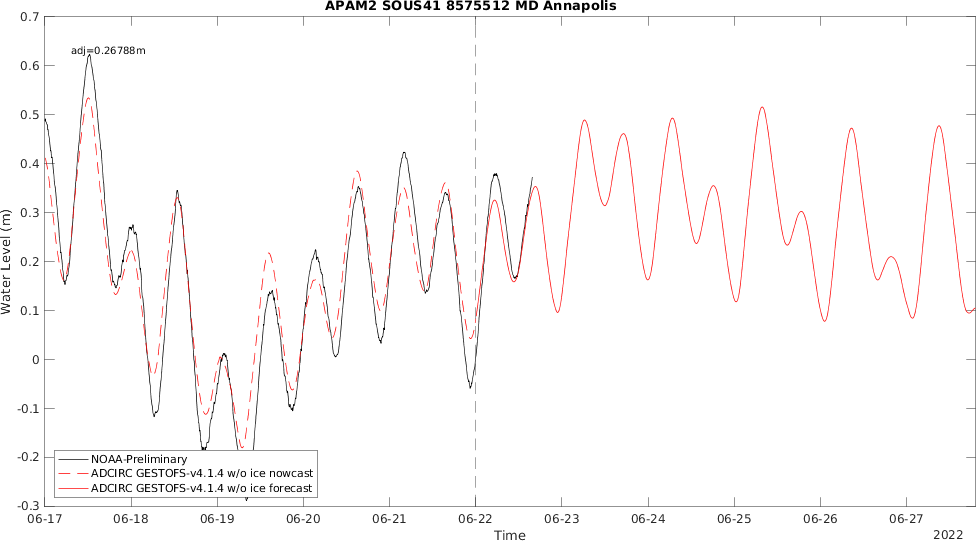 APAM2 SOUS41 8575512 MD Annapolis
adj=0.26788m
0.7
0.6
0.5
0.4
0.3
0.2
0.1
0
-0.1
-0.2
-0.3
Water Level (m)
NOAA-Preliminary
ADCIRC GESTOFS-v4.1.4 w/o ice nowcast
ADCIRC GESTOFS-v4.1.4 w/o ice forecast
06-17 06-18 06-19 06-20 06-21 06-22 06-23 06-24 06-25 06-26 06-27
Time
2022